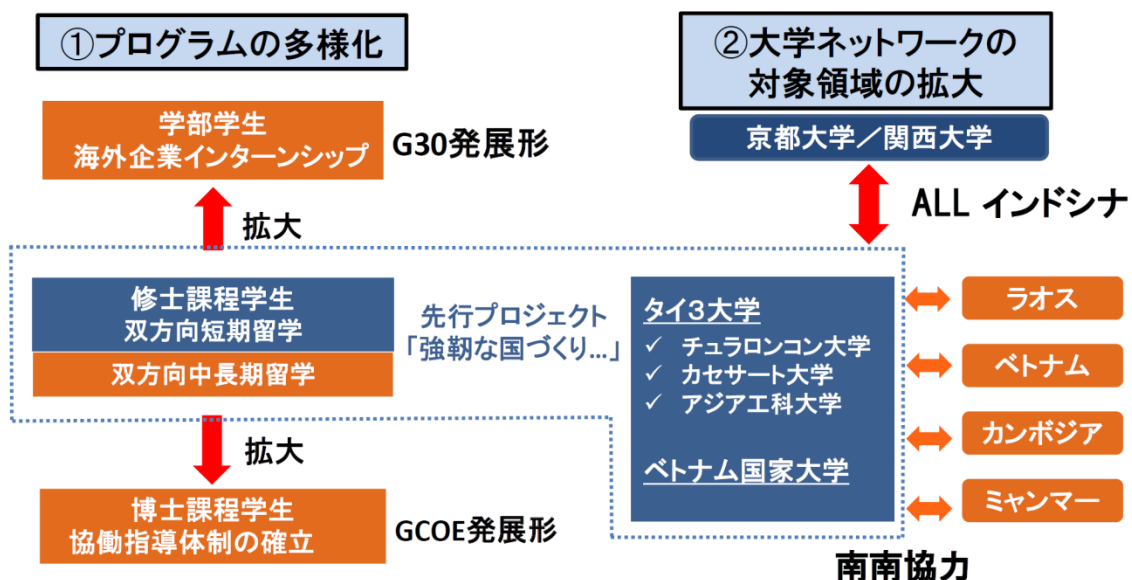 ①プログラムの多様化
学部学生
海外企業インターンシップ
G30発展形
拡大
修士課程学生
双方向短期留学
双方向中長期留学
先行プロジェクト
「強靭な国づくり…」
拡大
博士課程学生
協働指導体制の確立
GCOE発展形
②大学ネットワークの
対象領域の拡大
京都大学／関西大学
ALL インドシナ
タイ3大学
✓ チュラロンコン大学
✓ カセサート大学
✓ アジア工科大学
ベトナム国家大学
ラオス
ベトナム
カンボジア
ミャンマー
南南協力